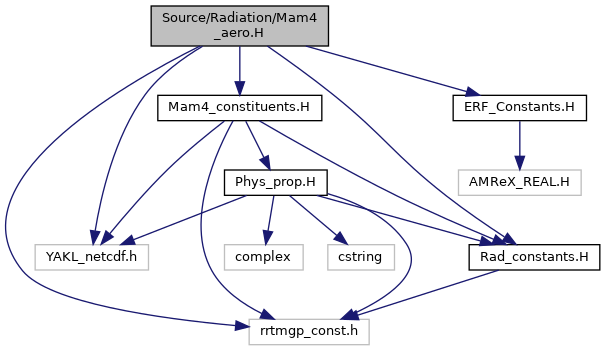 Source/Radiation/Mam4
_aero.H
Mam4_constituents.H
ERF_Constants.H
Phys_prop.H
AMReX_REAL.H
YAKL_netcdf.h
complex
cstring
Rad_constants.H
rrtmgp_const.h